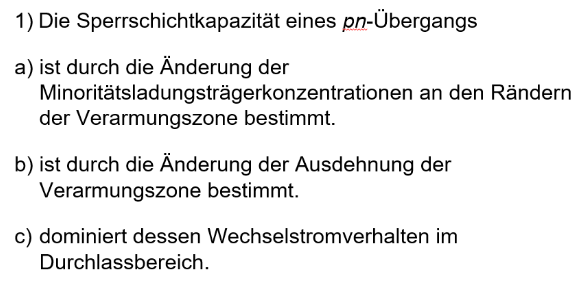 1) Die Sperrschichtkapazität eines pn-Übergangs
a) ist durch die Änderung der
Minoritätsladungsträgerkonzentrationen an den Rändern
der Verarmungszone bestimmt.
b) ist durch die Änderung der Ausdehnung der
Verarmungszone bestimmt.
c) dominiert dessen Wechselstromverhalten im
Durchlassbereich.